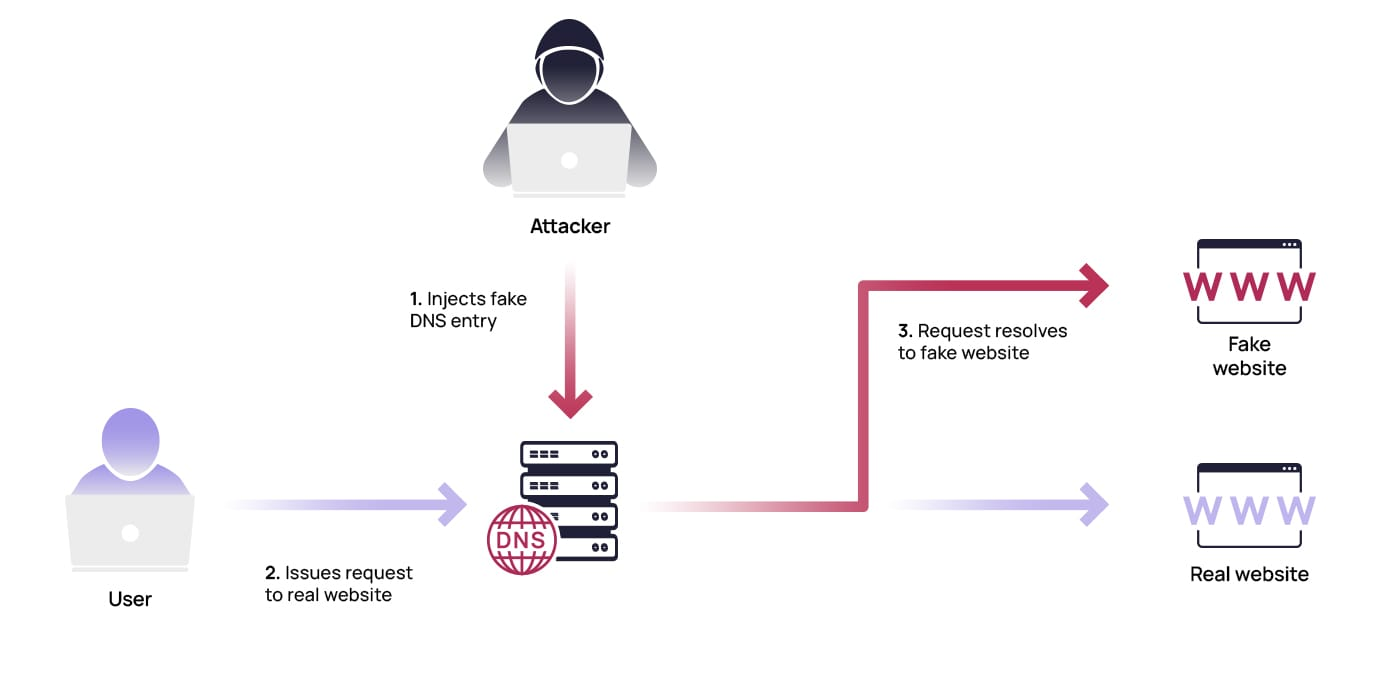 Attacker
1. Injects fake
DNS entry
WWW
3. Request resolves
to fake website
Fake
website
DNS
WWW
2. Issues request
to real website
User
Real website